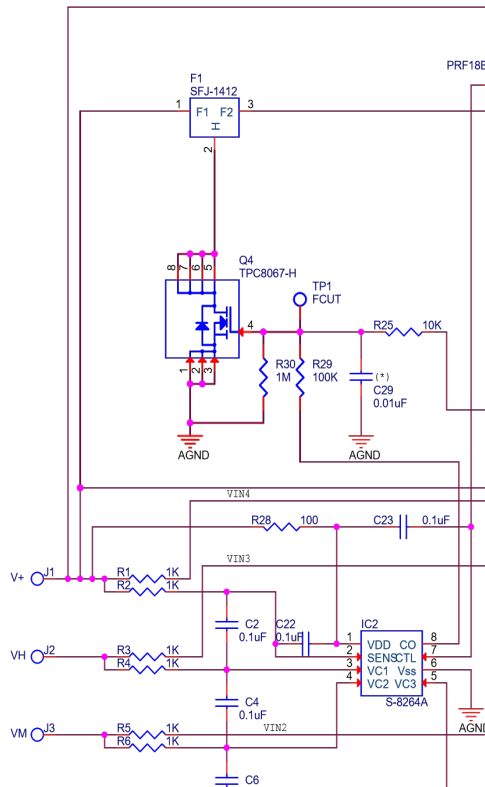 PRF18B
F1
SFJ-1412
1
F1 F2
3
H
2
Q4
TPC8067-H
8
7
6
5
4
1
2
3
TP1
FCUT
R25
10K
R30
1M
R29
100K
(*)
C29
0.01uF
AGND
AGND
VIN4
R28
100
C23
0.1uF
V+
J1
R1
1K
R2
1K
VIN3
C2
0.1uF
C22
0.1uF
IC2
1
VDD CO
8
2
SENS CTL
7
3
VC1 Vss
6
4
VC2 VC3
5
S-8264A
VH
J2
R3
1K
R4
1K
C4
0.1uF
AGND
VM
J3
R5
1K
R6
1K
VIN2
C6